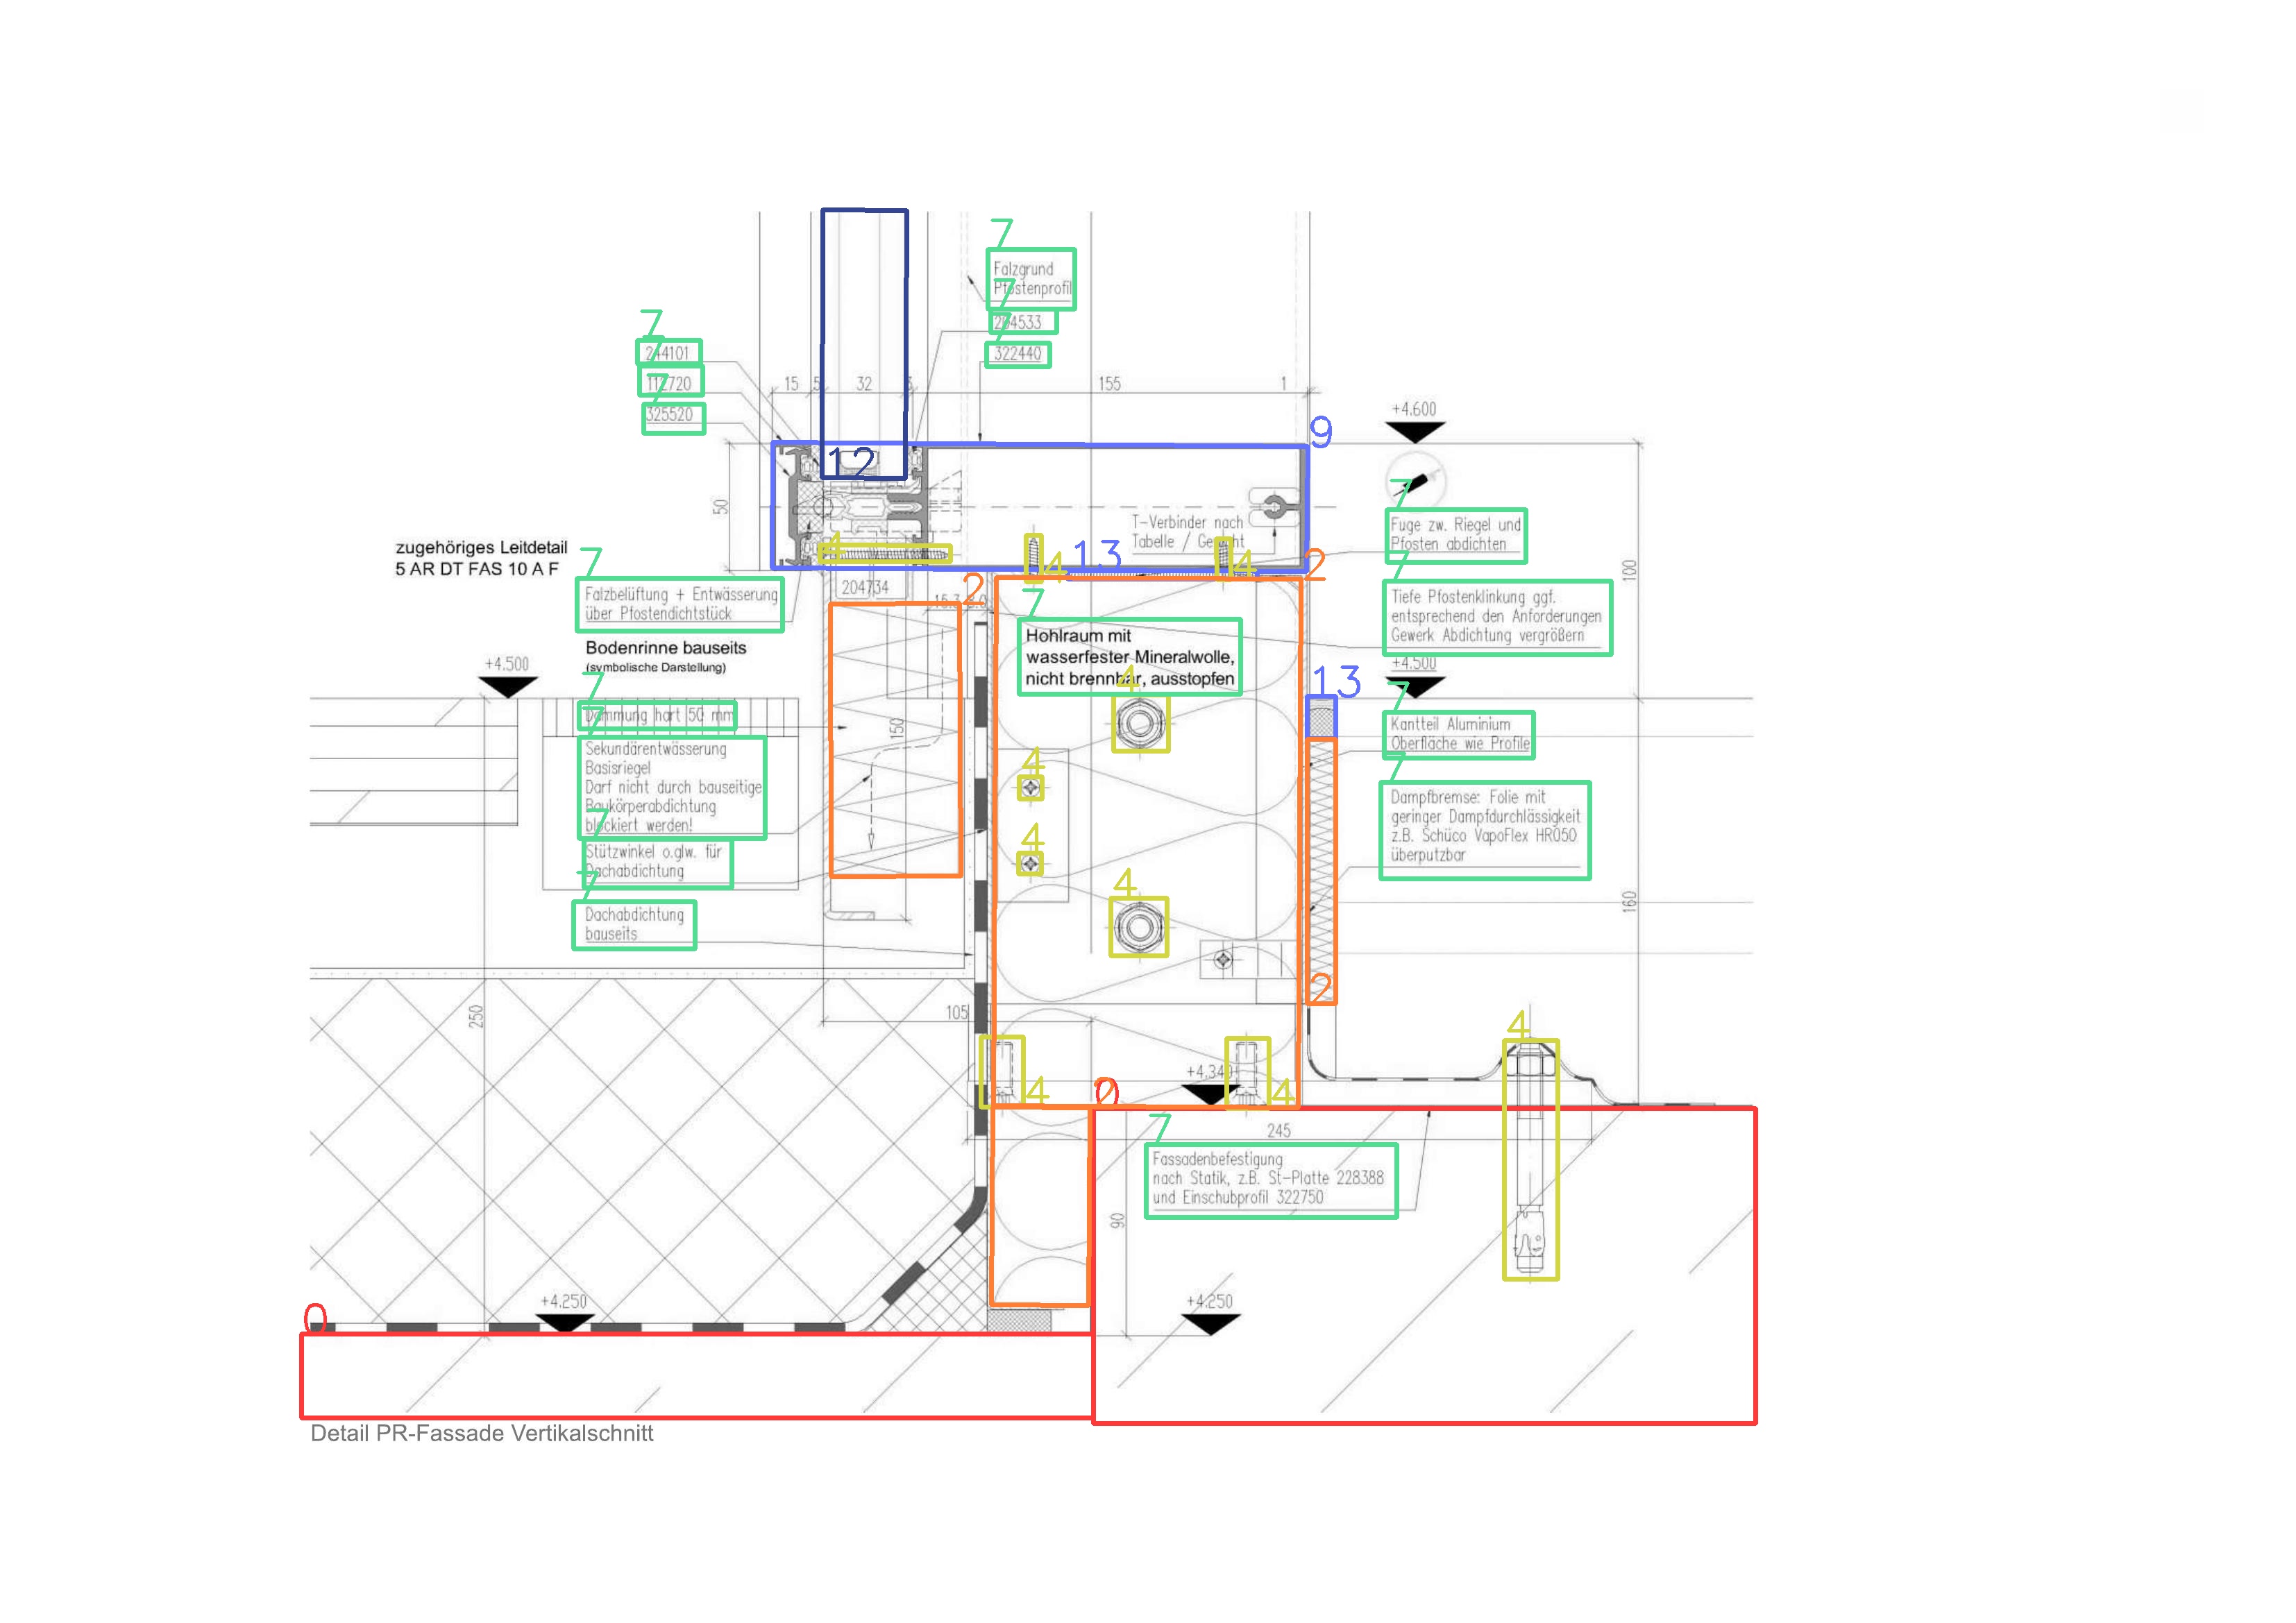 7
Falzgrund
Pfostenprofil
7
7
244101
7
112720
7
325520
7
204533
7
322440
15 5 32 155 1
+4.600
9
12
50
T-Verbinder nach
Tabelle /
7
Fuge zw. Riegel und
Pfosten abdichten
zugehöriges Leitdetail
5 AR DT FAS 10 A F
4
4
13
4
2
2
204734
100
7
Falzbelüftung + Entwässerung
über Pfostendichtstück
7
Tiefe Pfostenklinkung ggf.
entsprechend den Anforderungen
Gewerk Abdichtung vergrößern
7
Hohlraum mit
wasserfester Mineralwolle,
nicht brennbar, ausstopfen
Bodenrinne bauseits
(symbolische Darstellung)
+4.500
+4.500
13
4
7
Dämmung hart 50 mm
7
Kantteil Aluminium
Oberfläche wie Profile
150
7
Sekundärentwässerung
Basisriegel
Darf nicht durch bauseitige
Baukörperabdichtung
blockiert werden!
4
4
7
Dampfbremse: Folie mit
geringer Dampfdurchlässigkeit
z.B. Schüco VapoFlex HR050
überputzbar
7
Stützwinkel o.glw. für
Dachabdichtung
4
7
Dachabdichtung
bauseits
160
2
250
105
4
+4.340
4
4
0
245
7
Fassadenbefestigung
nach Statik, z.B. St-Platte 228388
und Einschubprofil 322750
90
+4.250
+4.250
0
Detail PR-Fassade Vertikalschnitt